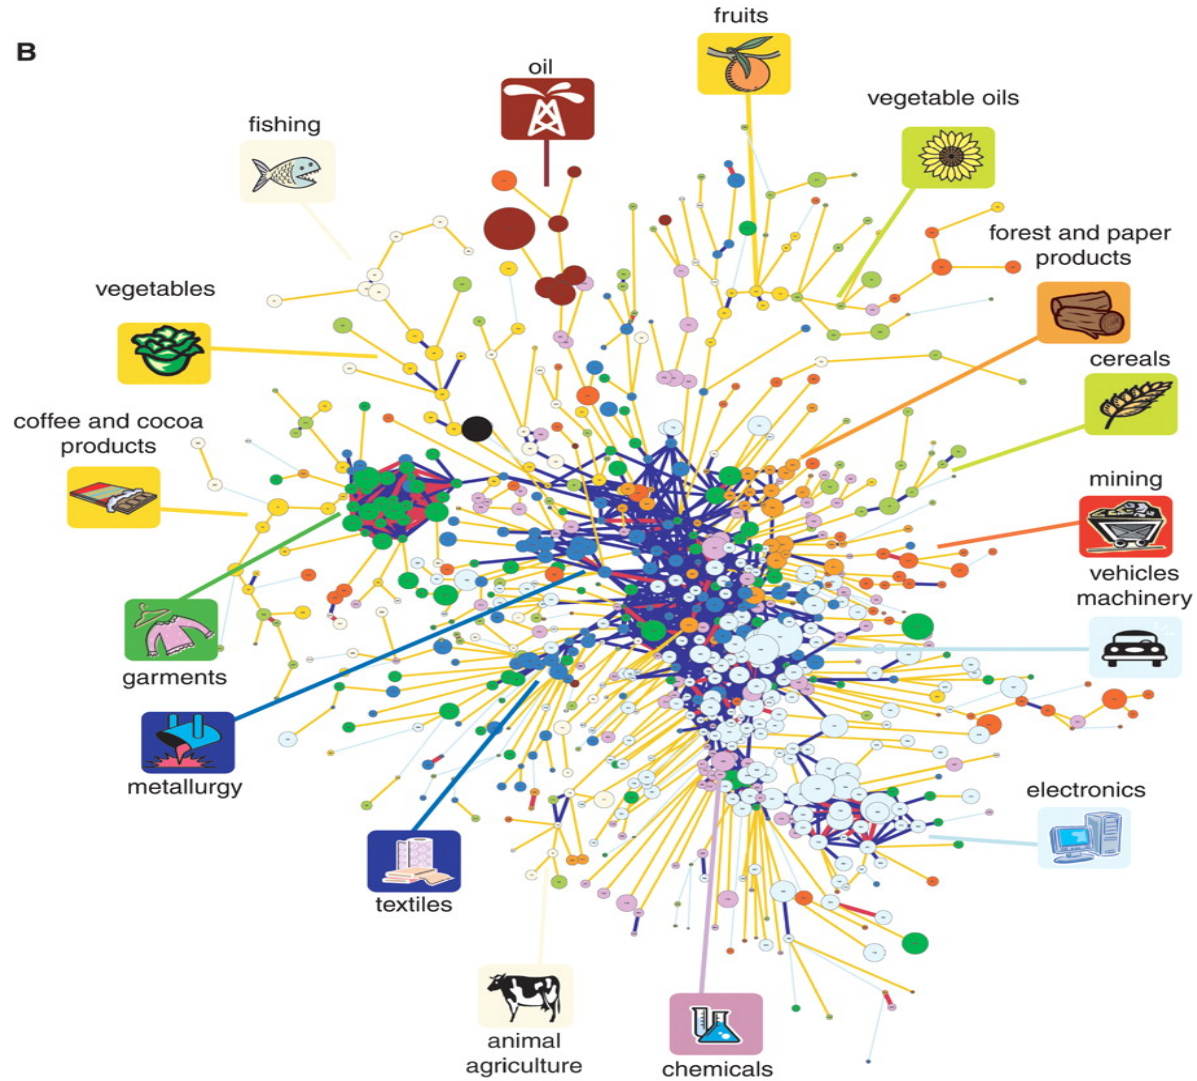 B
fruits
oil
vegetable oils
fishing
forest and paper
products
vegetables
cereals
coffee and cocoa
products
mining
vehicles
machinery
garments
metallurgy
electronics
textiles
animal
agriculture
chemicals